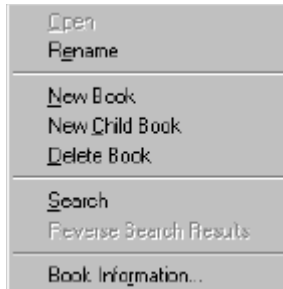 Open
Rename
New Book
New Child Book
Delete Book
Search
Reverse Search Results
Book Information...